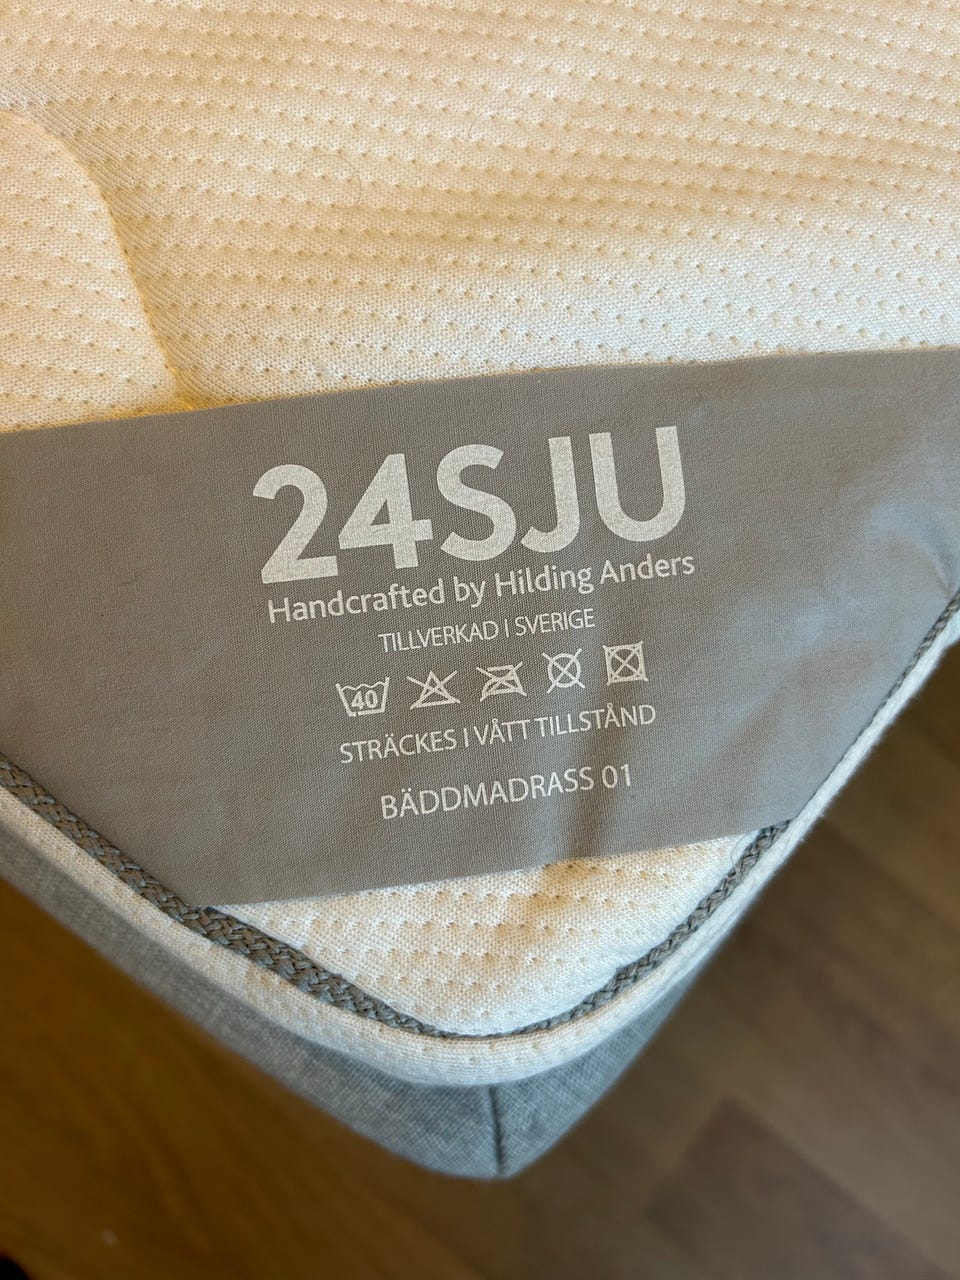 24SJU
Handcrafted by Hilding Anders
TILLVERKAD I SVERIGE
40
STRÄCKES I VÅTT TILLSTÅND
BÄDDMADRASS 01